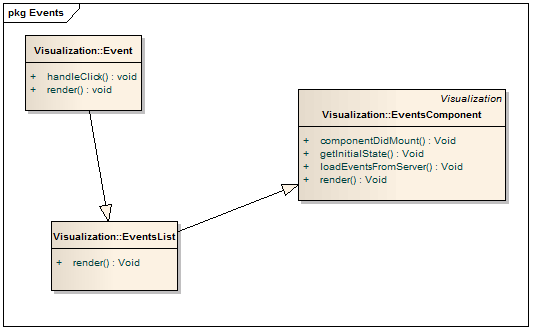 pkg Events
Visualization::Event
+ handleClick() : void
+ render() : void
Visualization
Visualization::EventsComponent
+ componentDidMount() : Void
+ getInitialState() : Void
+ loadEventsFromServer() : Void
+ render() : Void
Visualization::EventsList
+ render() : Void